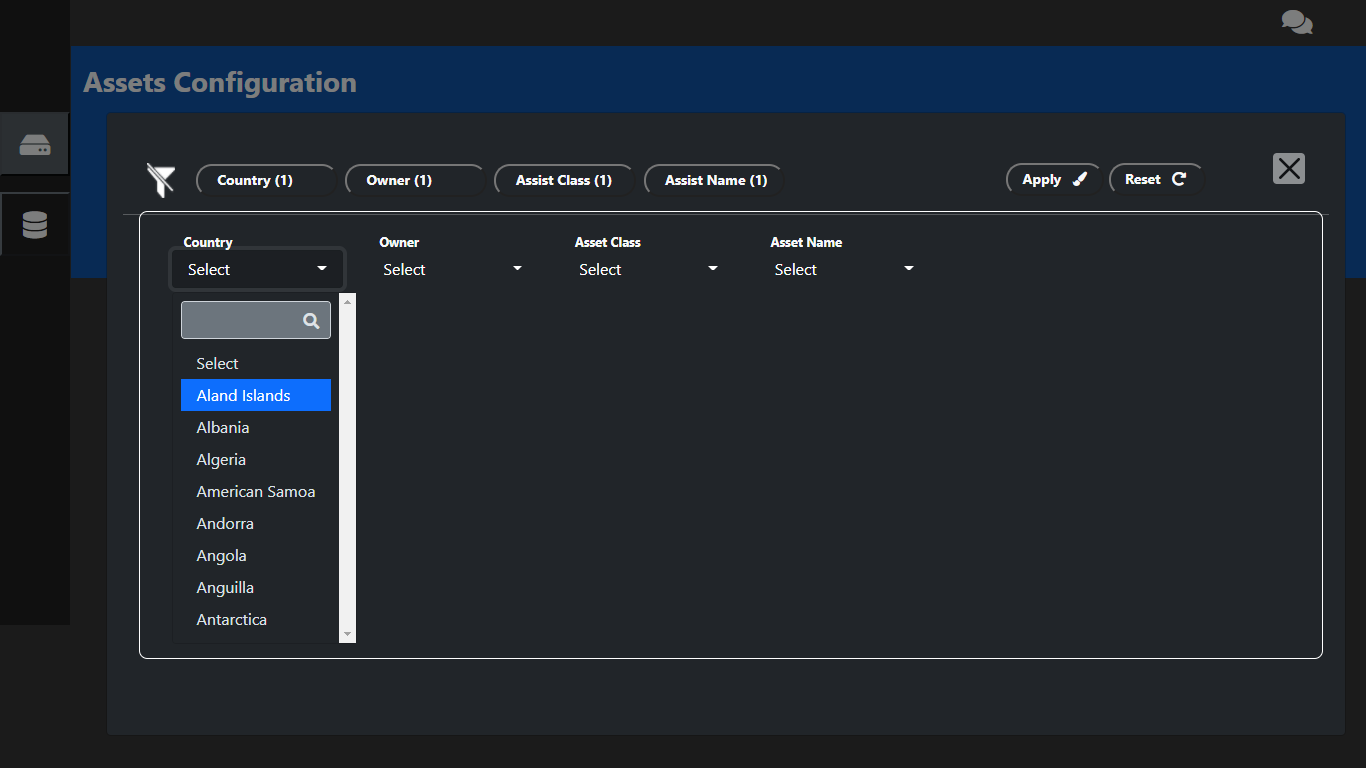 Assets Configuration
Country (1) Owner (1) Assist Class (1) Assist Name (1) Apply Reset
Country Owner Asset Class Asset Name
Select Select Select Select
Select
Aland Islands
Albania
Algeria
American Samoa
Andorra
Angola
Anguilla
Antarctica